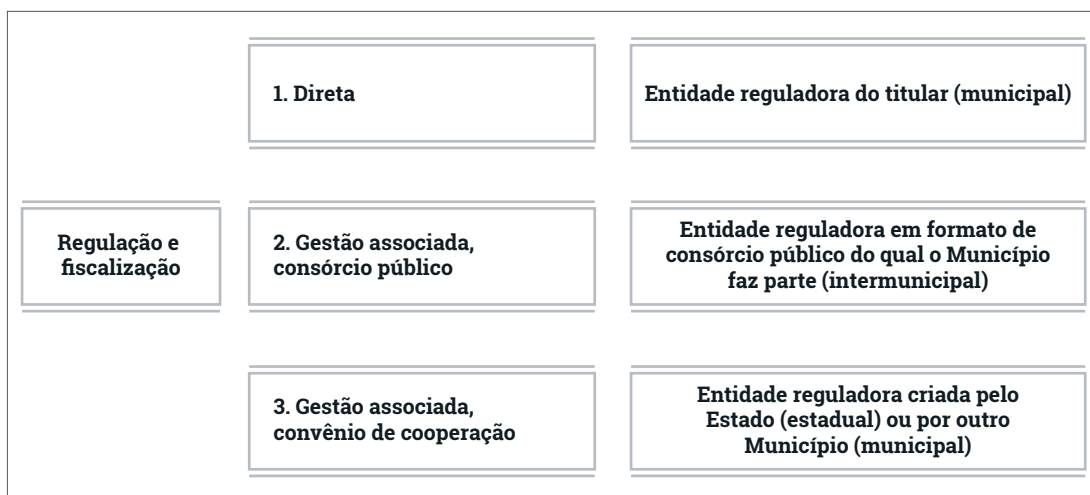 1. Direta
Entidade reguladora do titular (municipal)
Regulação e
fiscalização
2. Gestão associada,
consórcio público
Entidade reguladora em formato de
consórcio público do qual o Município
faz parte (intermunicipal)
3. Gestão associada,
convênio de cooperação
Entidade reguladora criada pelo
Estado (estadual) ou por outro
Município (municipal)